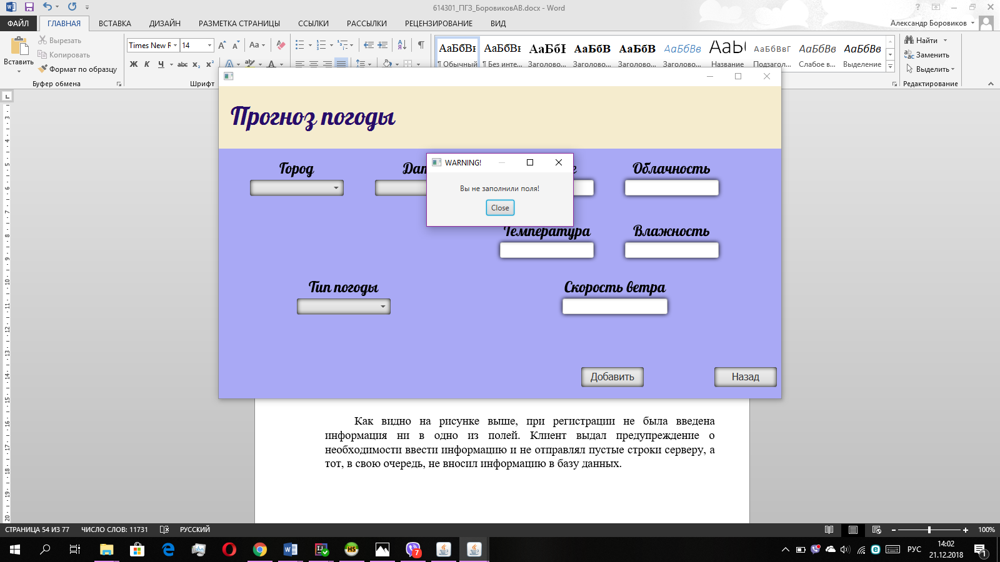 614301_ПГЗ_БоровиковАВ.docx - Word
ФАЙЛ ГЛАВНАЯ ВСТАВКА ДИЗАЙН РАЗМЕТКА СТРАНИЦЫ ССЫЛКИ РАССЫЛКИ РЕЦЕНЗИРОВАНИЕ ВИД Александр Боровиков
Вставить
Вырезать
Копировать
Формат по образцу
Буфер обмена
Times New R 14
Aa
Ж К Ч abc x₂ x²
Шрифт
АаБбВв АаБбВв АаБбВ АаБбВ АаБбВ АаБбВв АаБ АаБбВвГ АаБбВв АаБбВв
¶ Обычный ¶ Без инте... Заголово... Заголово... Заголово... Заголово... Название Подзагол... Слабое в... Выделение
Найти
Заменить
Выделить
Редактирование
Прогноз погоды
WARNING!
Вы не заполнили поля!
Close
Город
Облачность
Температура
Влажность
Тип погоды
Скорость ветра
Добавить
Назад
Как видно на рисунке выше, при регистрации не была введена
информация ни в одно из полей. Клиент выдал предупреждение о
необходимости ввести информацию и не отправлял пустые строки серверу, а
тот, в свою очередь, не вносил информацию в базу данных.
СТРАНИЦА 54 ИЗ 77 ЧИСЛО СЛОВ: 11731 РУССКИЙ 100%
7
РУС
14:02
21.12.2018
1